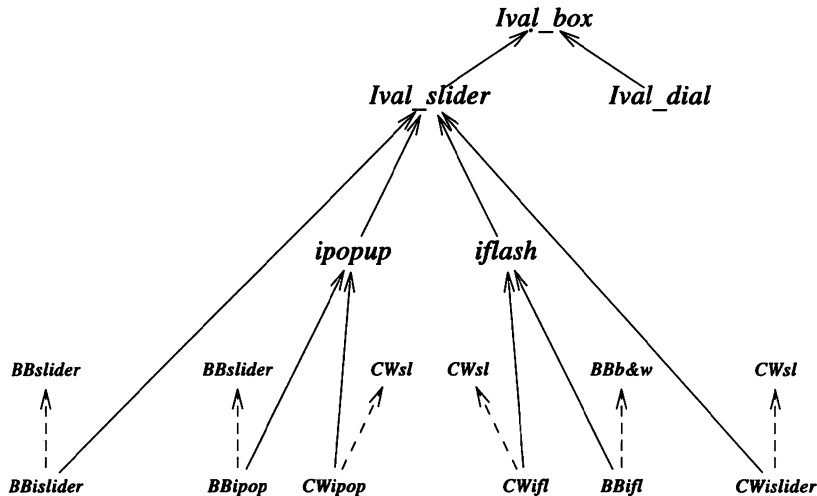 Ival_box
Ival_slider Ival_dial
ipopup iflash
BBslider BBslider CWsl CWsl BBb&w CWsl
BBislider BBipop CWipop CWifl BBifl CWislider